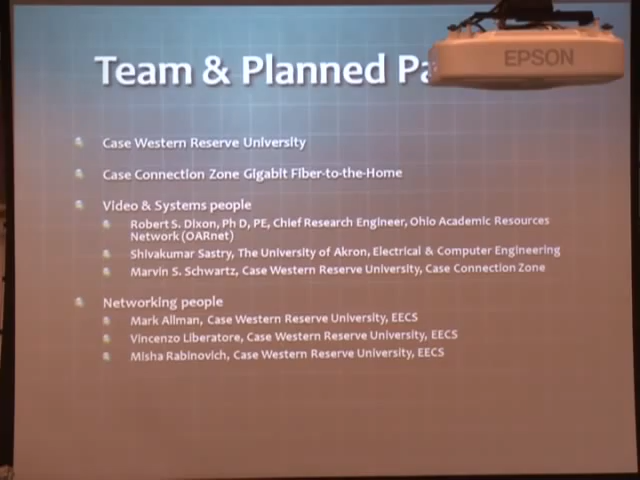 EPSON
Team & Planned Pa
Case Western Reserve University
Case Connection Zone Gigabit Fiber-to-the-Home
Video & Systems people
Robert S. Dixon, Ph D, PE, Chief Research Engineer, Ohio Academic Resources
Network (OARnet)
Shivakumar Sastry, The University of Akron, Electrical & Computer Engineering
Marvin S. Schwartz, Case Western Reserve University, Case Connection Zone
Networking people
Mark Allman, Case Western Reserve University, EECS
Vincenzo Liberatore, Case Western Reserve University, EECS
Misha Rabinovich, Case Western Reserve University, EECS